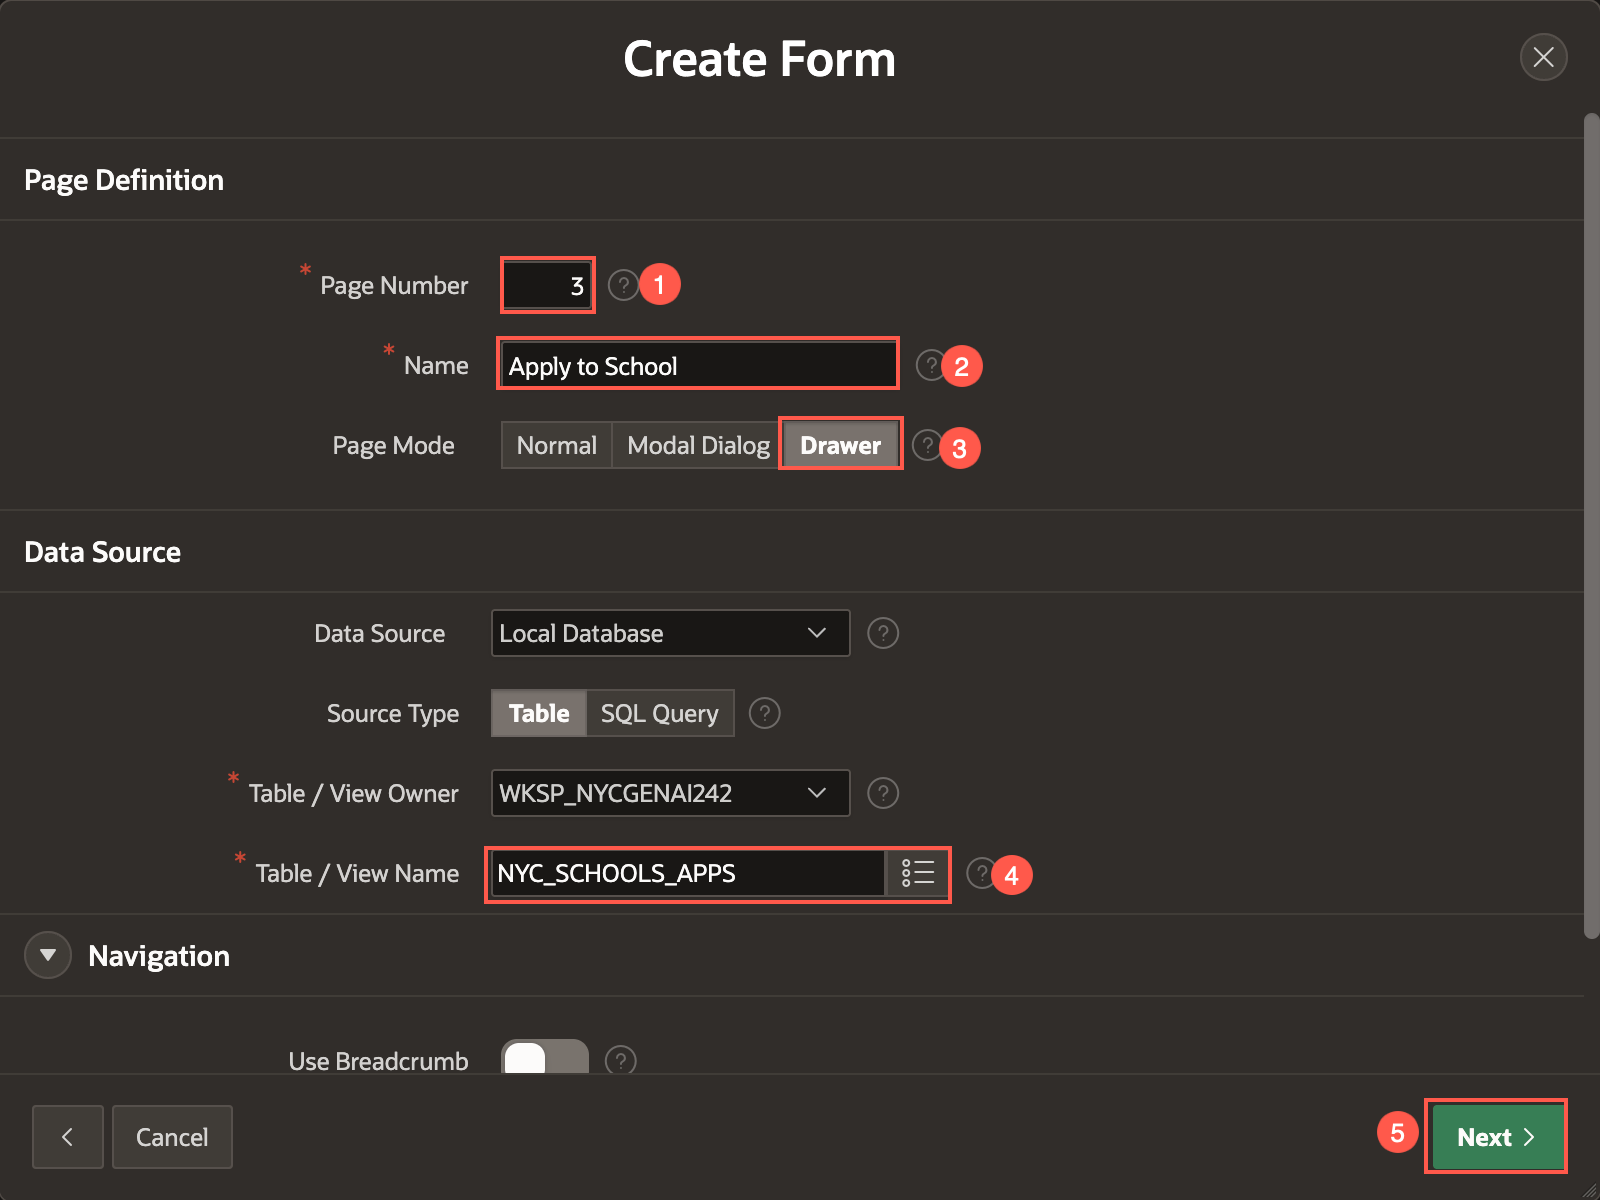 Create Form
Page Definition
* Page Number 3 ? 1
* Name Apply to School ? 2
Page Mode Normal Modal Dialog Drawer ? 3
Data Source
Data Source Local Database ?
Source Type Table SQL Query ?
* Table / View Owner WKSP_NYCGENAI242 ?
* Table / View Name NYC_SCHOOLS_APPS ? 4
Navigation
Use Breadcrumb ?
Cancel 5 Next